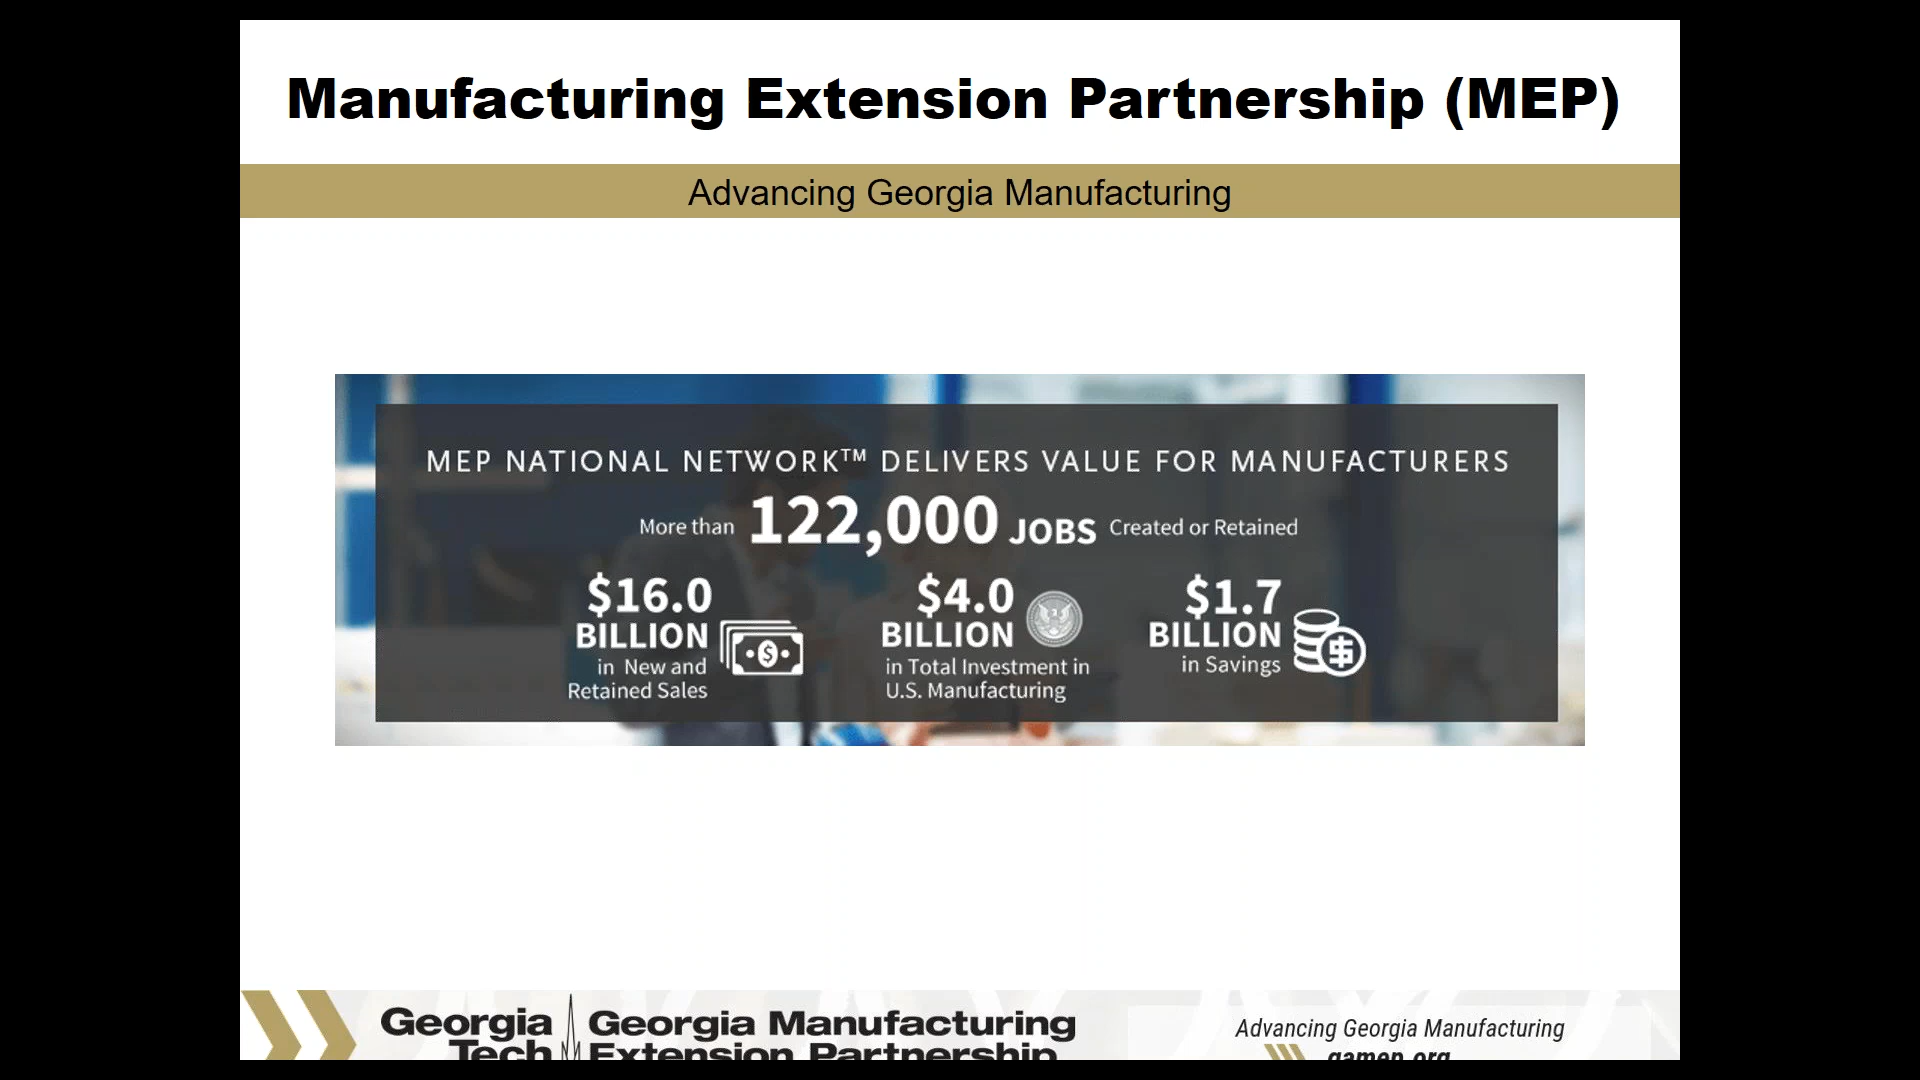 Manufacturing Extension Partnership (MEP)
Advancing Georgia Manufacturing
MEP NATIONAL NETWORK™ DELIVERS VALUE FOR MANUFACTURERS
More than 122,000 JOBS Created or Retained
$16.0
BILLION
in New and
Retained Sales
$4.0
BILLION
in Total Investment in
U.S. Manufacturing
$1.7
BILLION
in Savings
Georgia
Tech
Georgia Manufacturing
Extension Partnership
Advancing Georgia Manufacturing
gamep.org